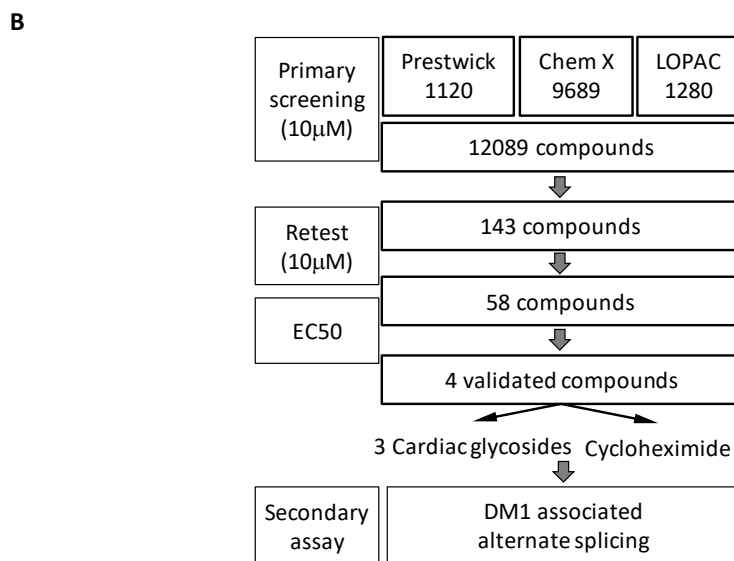 B
Primary
screening
(10μM)
Prestwick
1120
Chem X
9689
LOPAC
1280
12089 compounds
Retest
(10μM)
143 compounds
58 compounds
EC50
4 validated compounds
3 Cardiac glycosides
Cycloheximide
Secondary
assay
DM1 associated
alternate splicing